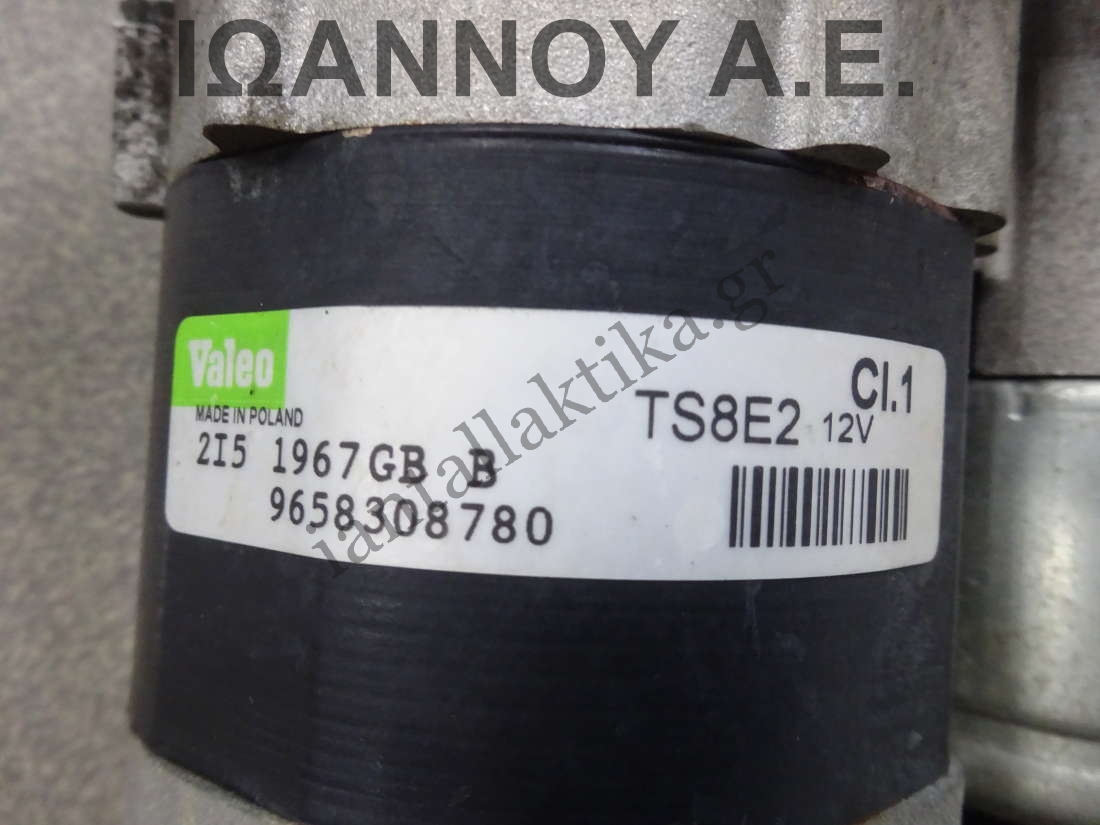 ΙΩΑΝΝΟΥ Α.Ε.
Valeo
MADE IN POLAND
2I5 1967GB B
9658308780
Cl.1
TS8E2 12V
iantallaktika.gr